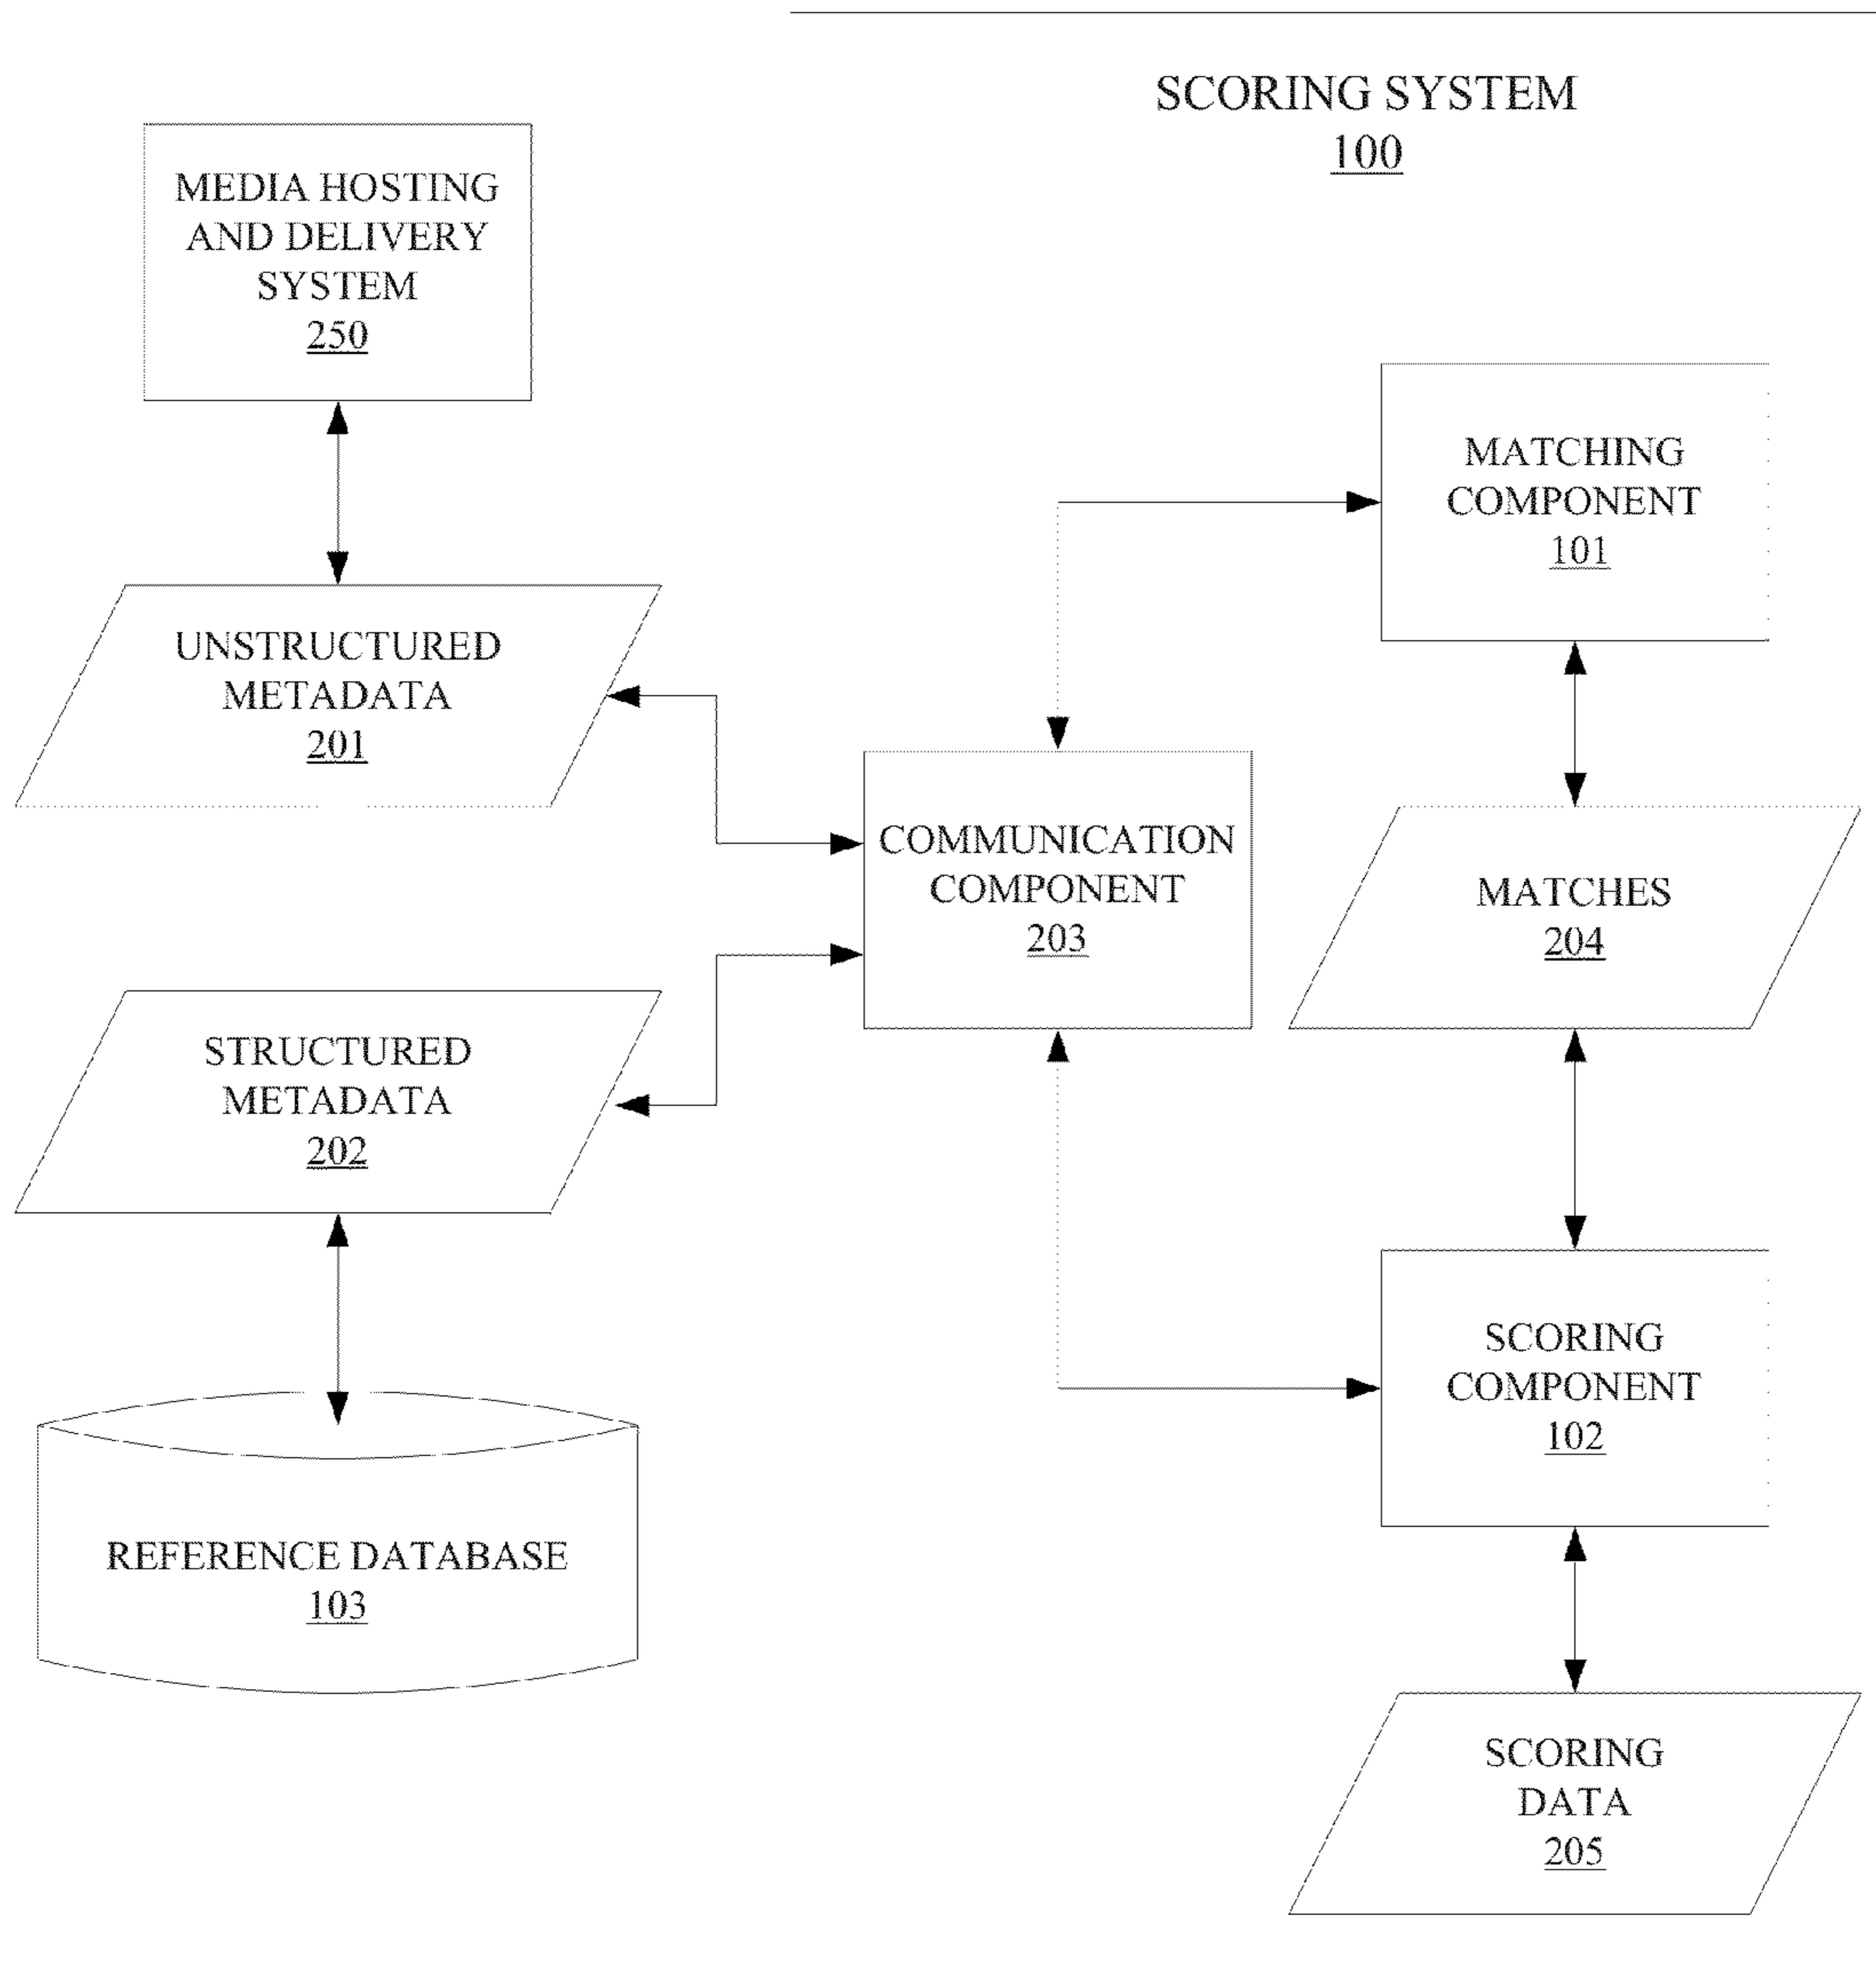 SCORING SYSTEM
100
MEDIA HOSTING
AND DELIVERY
SYSTEM
250
MATCHING
COMPONENT
101
UNSTRUCTURED
METADATA
201
COMMUNICATION
COMPONENT
203
MATCHES
204
STRUCTURED
METADATA
202
SCORING
COMPONENT
102
REFERENCE DATABASE
103
SCORING
DATA
205